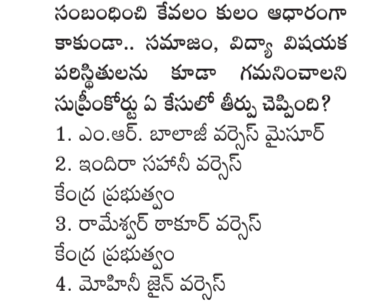 సంబంధించి కేవలం కులం ఆధారంగా
కాకుండా.. సమాజం, విద్యా విషయక
పరిస్థితులను కూడా గమనించాలని
సుప్రీంకోర్టు ఏ కేసులో తీర్పు చెప్పింది?
1. ఎం.ఆర్. బాలాజీ వర్సెస్ మైసూర్
2. ఇందిరా సహానీ వర్సెస్
కేంద్ర ప్రభుత్వం
3. రామేశ్వర్ ఠాకూర్ వర్సెస్
కేంద్ర ప్రభుత్వం
4. మోహినీ జైన్ వర్సెస్